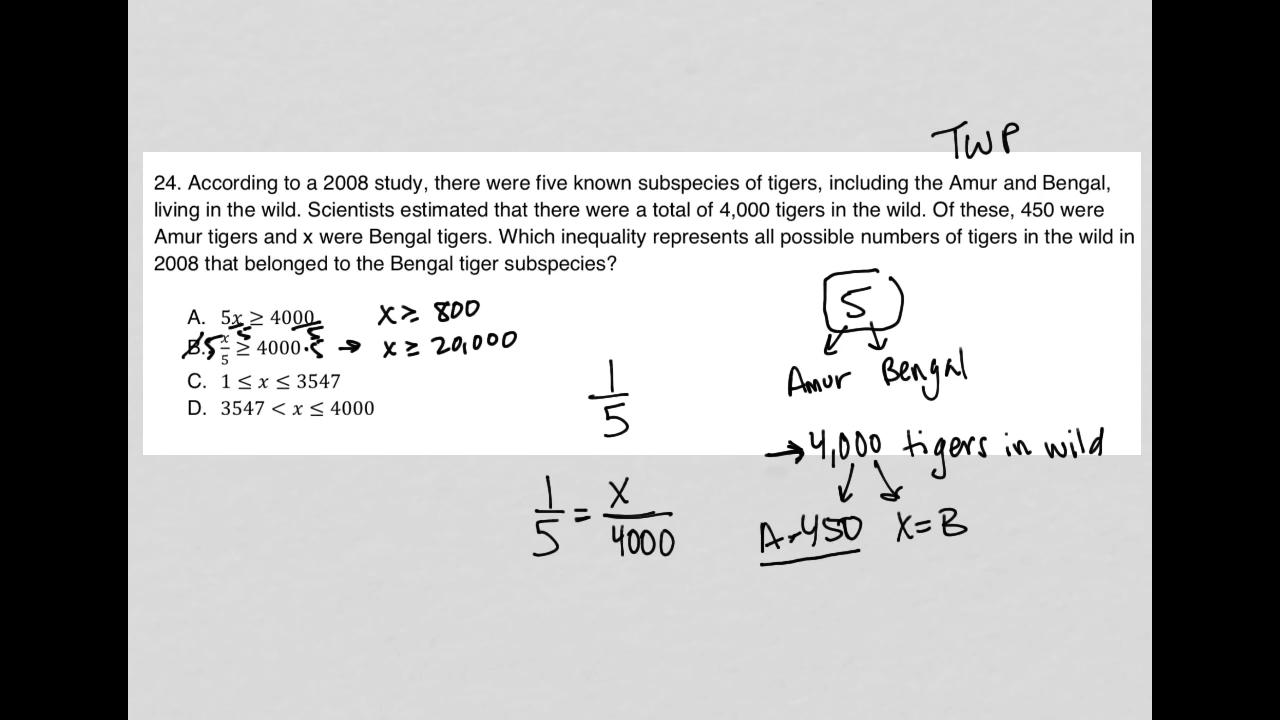 TWP
24. According to a 2008 study, there were five known subspecies of tigers, including the Amur and Bengal,
living in the wild. Scientists estimated that there were a total of 4,000 tigers in the wild. Of these, 450 were
Amur tigers and x were Bengal tigers. Which inequality represents all possible numbers of tigers in the wild in
2008 that belonged to the Bengal tiger subspecies?
A. 5x/5 ≥ 4000/5 x ≥ 800
B. 5· x/5 ≥ 4000·5 → x ≥ 20,000
C. 1 ≤ x ≤ 3547
D. 3547 < x ≤ 4000
5
Amur Bengal
1/5
→ 4,000 tigers in wild
1/5 = x/4000
A-450 x=B